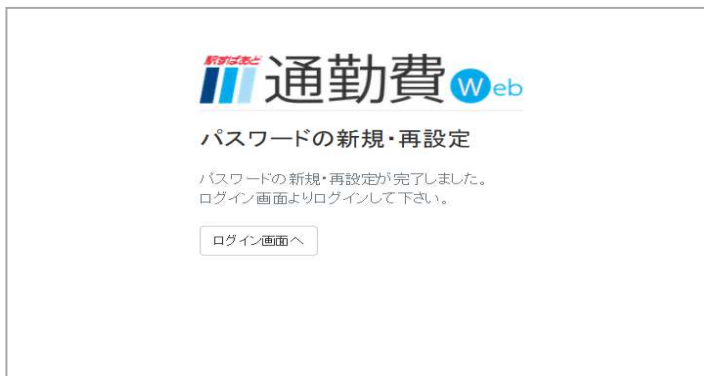 駅すぱあと
通勤費Web
パスワードの新規・再設定
パスワードの新規・再設定が完了しました。
ログイン画面よりログインして下さい。
ログイン画面へ